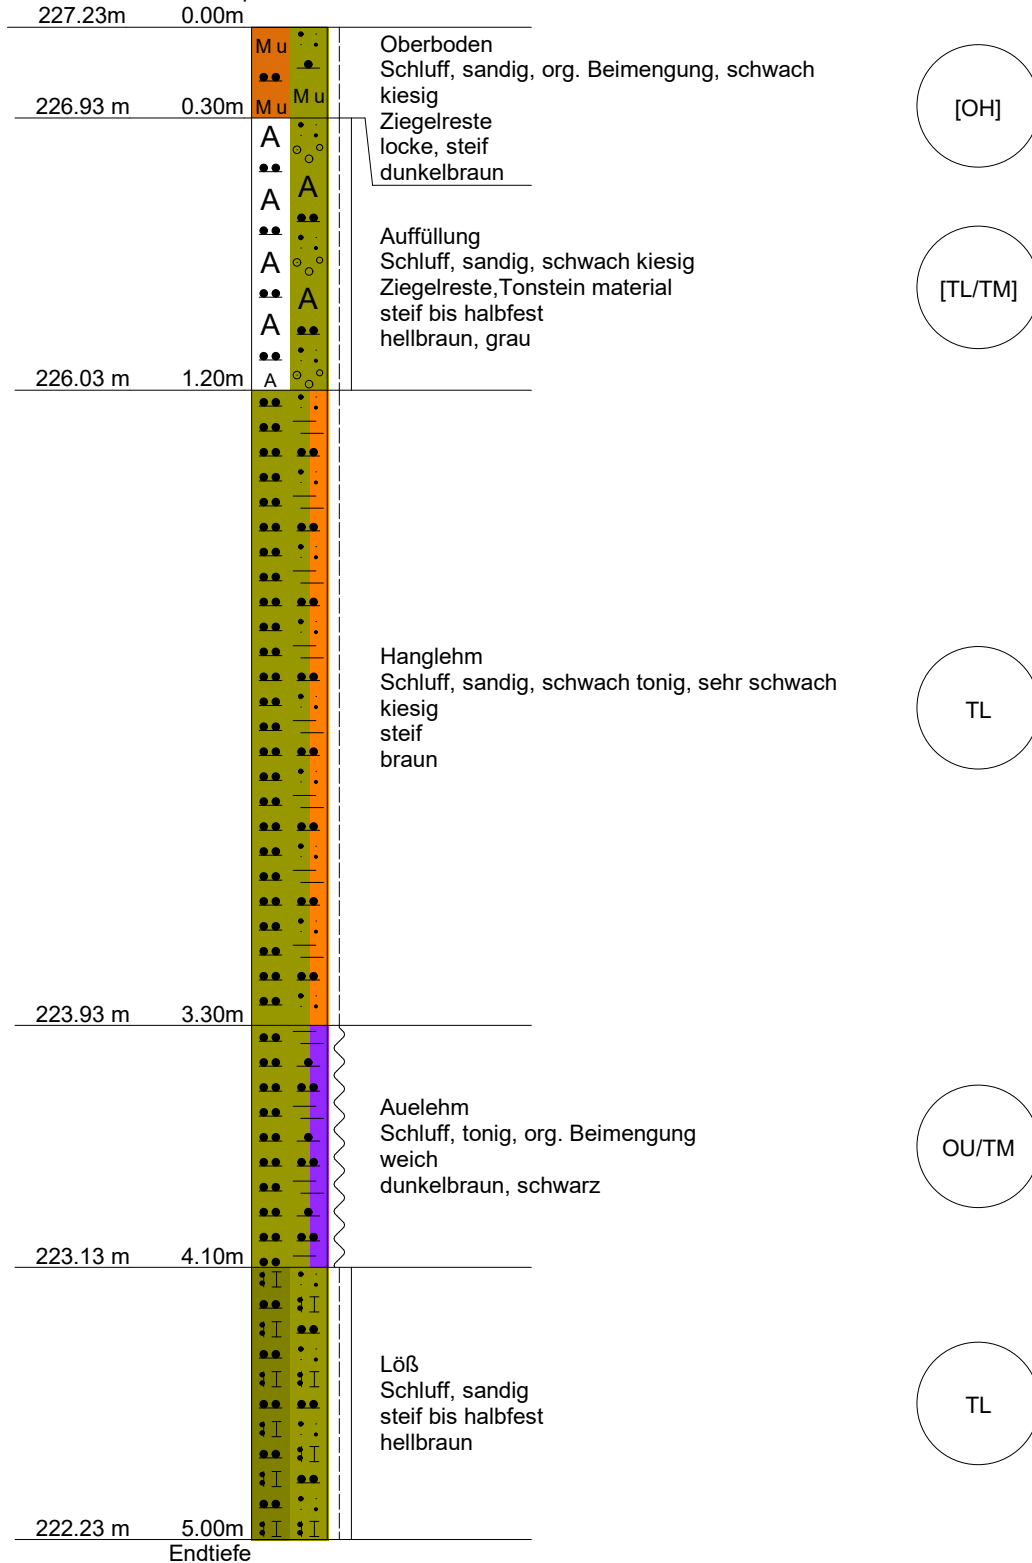 227.23m 0.00m
Mu
Mu
Mu
Oberboden
Schluff, sandig, org. Beimengung, schwach
kiesig
Ziegelreste
locke, steif
dunkelbraun
[OH]
226.93 m 0.30m
A
A
A
A
A
A
A
Auffüllung
Schluff, sandig, schwach kiesig
Ziegelreste,Tonstein material
steif bis halbfest
hellbraun, grau
[TL/TM]
226.03 m 1.20m
Hanglehm
Schluff, sandig, schwach tonig, sehr schwach
kiesig
steif
braun
TL
223.93 m 3.30m
Auelehm
Schluff, tonig, org. Beimengung
weich
dunkelbraun, schwarz
OU/TM
223.13 m 4.10m
Löß
Schluff, sandig
steif bis halbfest
hellbraun
TL
222.23 m 5.00m
Endtiefe